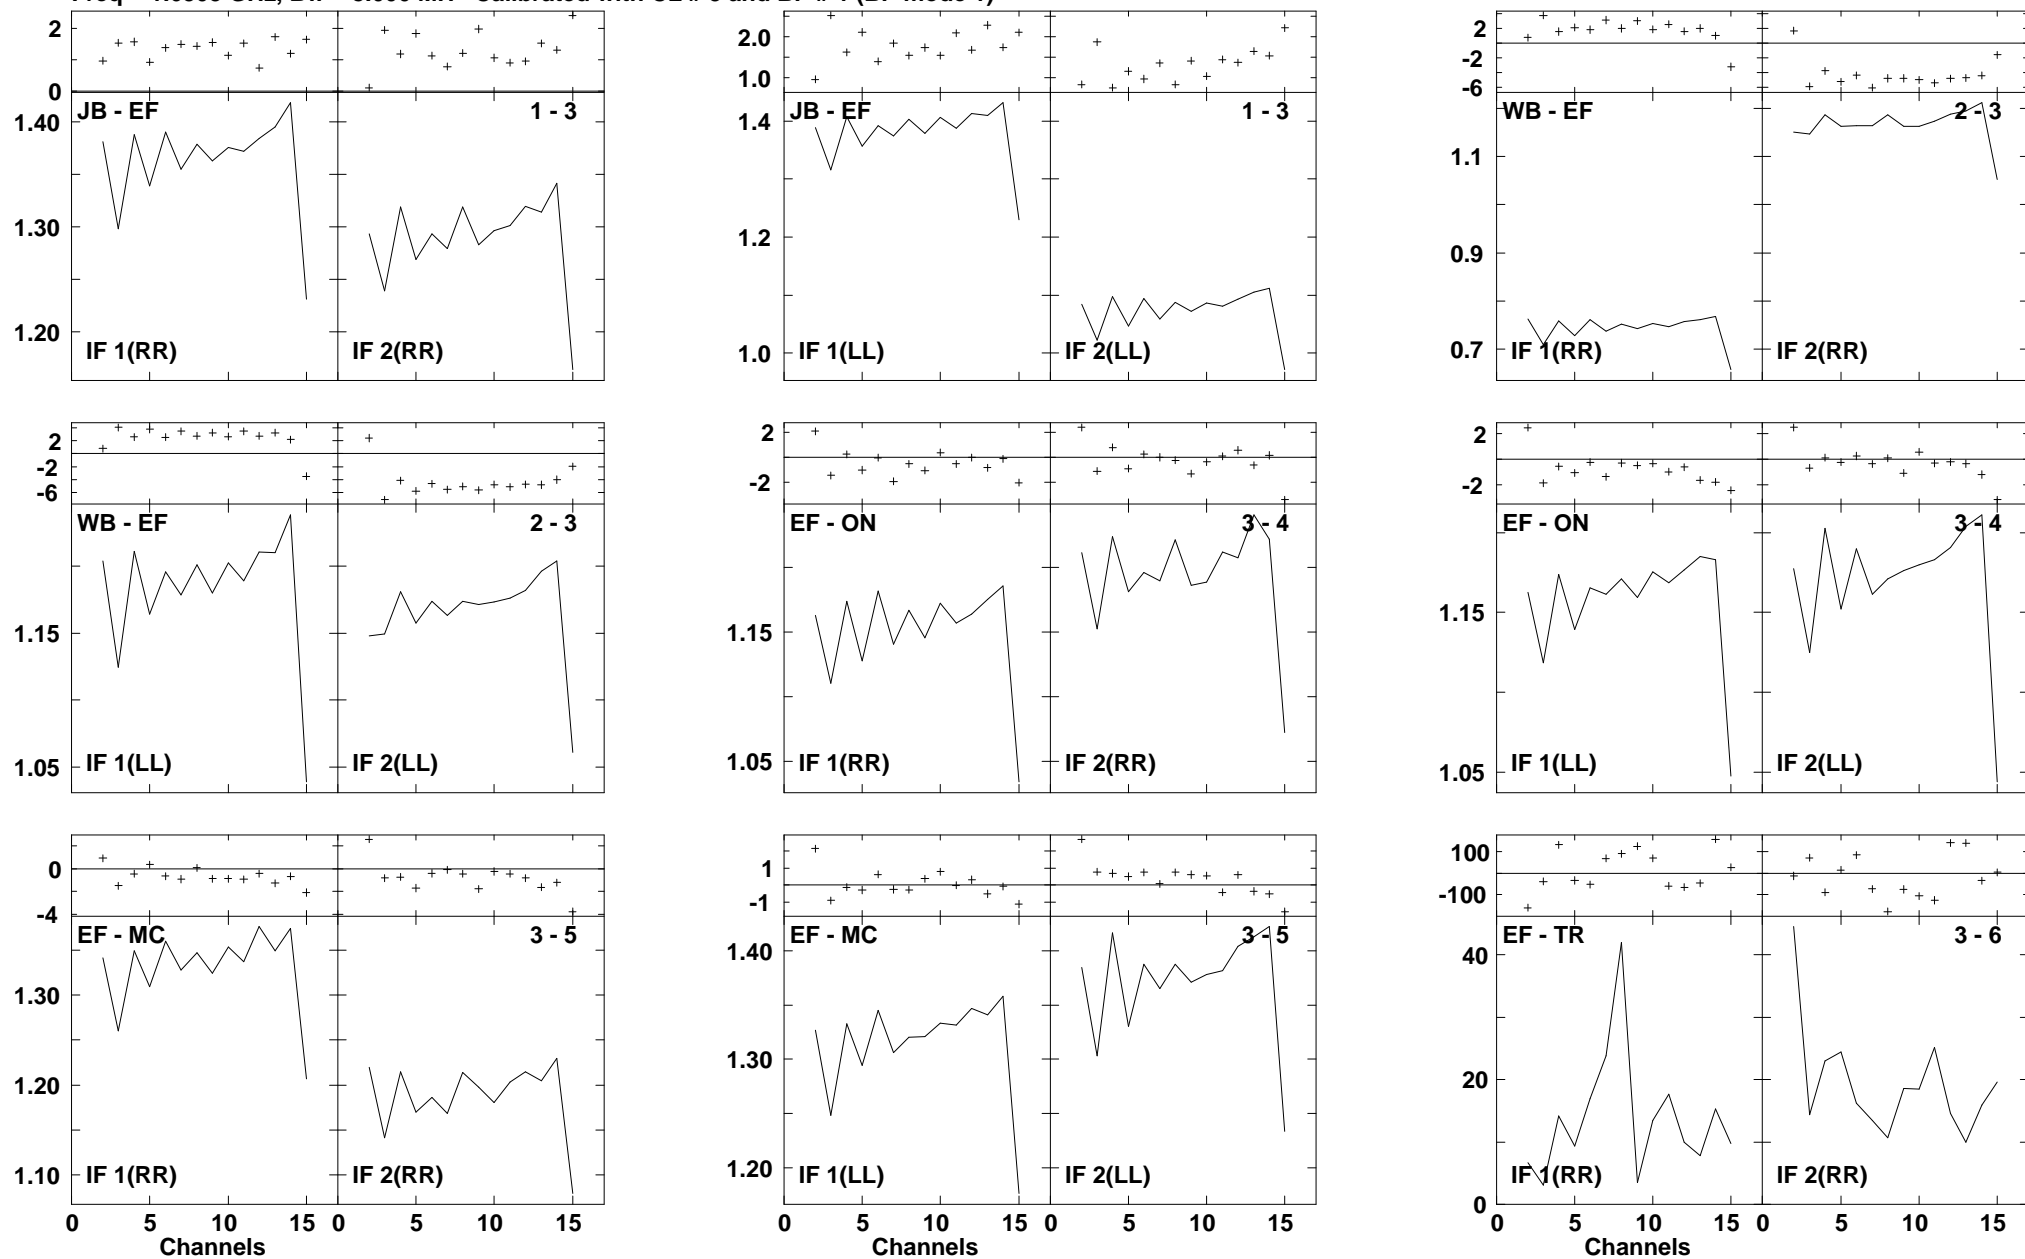 Freq GHz, Calibrated with and BP (BP mode
2
0
1.40
1.30
1.20
JB - EF
1 - 3
IF 1(RR)
IF 2(RR)
2.0
1.0
1.4
1.2
1.0
JB - EF
1 - 3
IF 1(LL)
IF 2(LL)
2
-2
-6
1.1
0.9
0.7
WB - EF
2 - 3
IF 1(RR)
IF 2(RR)
2
-2
-6
1.15
1.05
WB - EF
2 - 3
IF 1(LL)
IF 2(LL)
2
-2
1.15
1.05
EF - ON
3 - 4
IF 1(RR)
IF 2(RR)
2
-2
1.15
1.05
EF - ON
3 - 4
IF 1(LL)
IF 2(LL)
0
-4
1.30
1.20
1.10
EF - MC
3 - 5
IF 1(RR)
IF 2(RR)
0 5 10 15 0 5 10 15
Channels
1
-1
1.40
1.30
1.20
EF - MC
3 - 5
IF 1(LL)
IF 2(LL)
0 5 10 15 0 5 10 15
Channels
100
-100
40
20
0
EF - TR
3 - 6
IF 1(RR)
IF 2(RR)
0 5 10 15 0 5 10 15
Channels